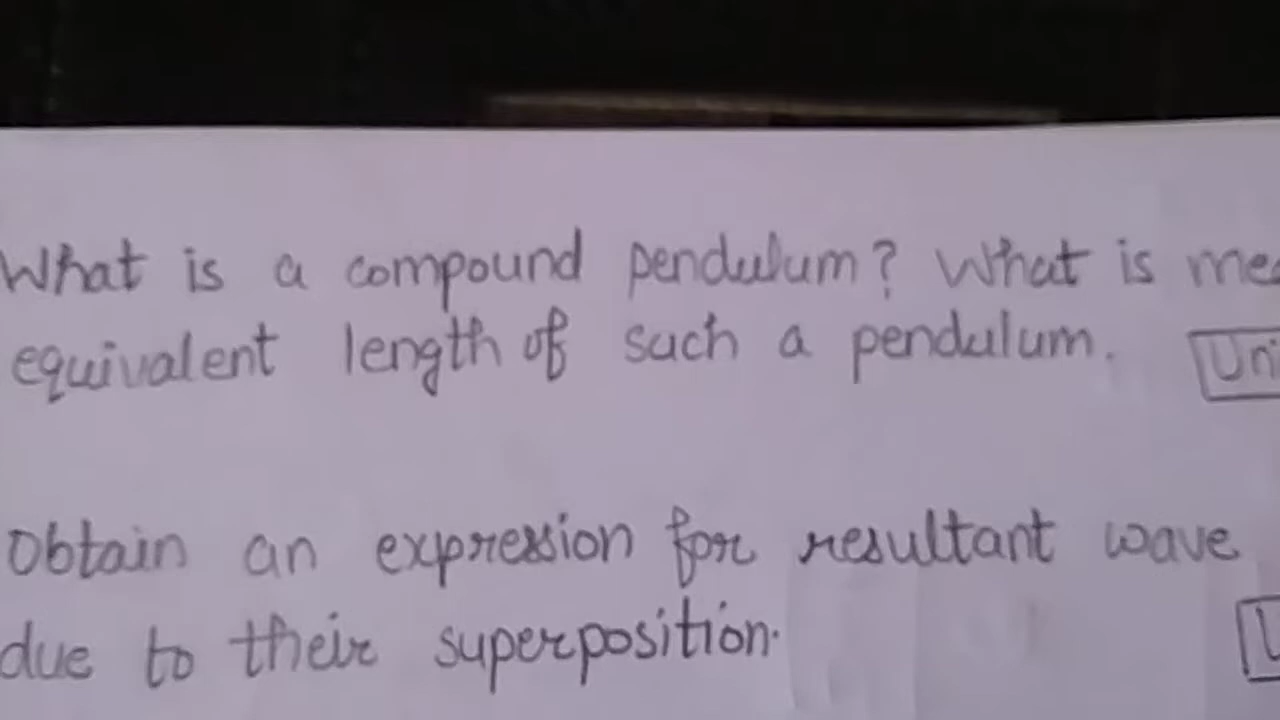 What is a compound pendulum? What is
equivalent length of such a pendulum.
Obtain an expression for resultant wave
due to their superposition.